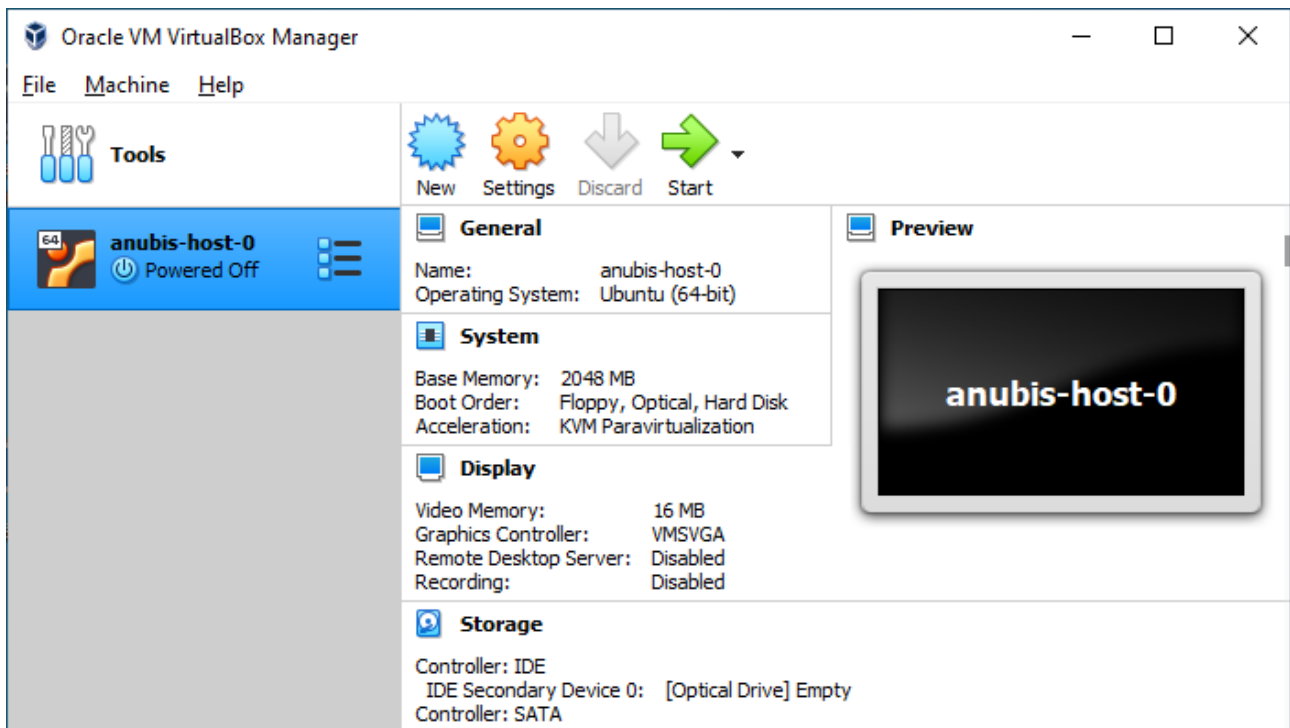 Oracle VM VirtualBox Manager
File Machine Help
Tools
New Settings Discard Start
64
anubis-host-0
Powered Off
General
Name: anubis-host-0
Operating System: Ubuntu (64-bit)
System
Base Memory: 2048 MB
Boot Order: Floppy, Optical, Hard Disk
Acceleration: KVM Paravirtualization
Display
Video Memory: 16 MB
Graphics Controller: VMSVGA
Remote Desktop Server: Disabled
Recording: Disabled
Storage
Controller: IDE
IDE Secondary Device 0: [Optical Drive] Empty
Controller: SATA
Preview
anubis-host-0